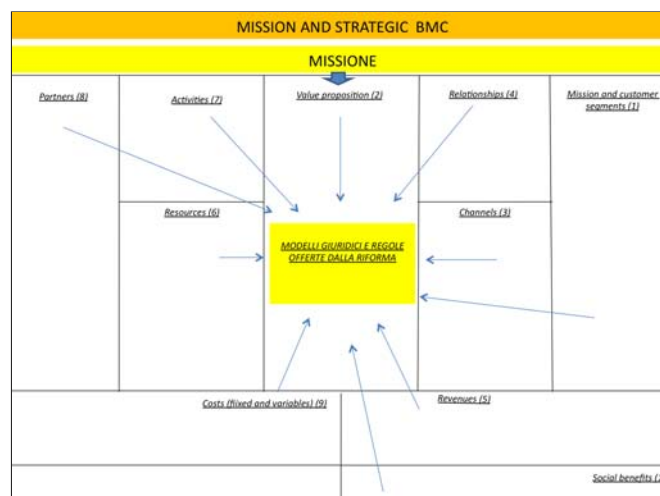 MISSION AND STRATEGIC BMC
MISSIONE
Partners (8)
Activities (7)
Value proposition (2)
Relationships (4)
Mission and customer
segments (1)
Resources (6)
Channels (3)
MODELLI GIURIDICI E REGOLE
OFFERTE DALLA RIFORMA
Costs (fiixed and variables) (9)
Revenues (5)
Social benefits (